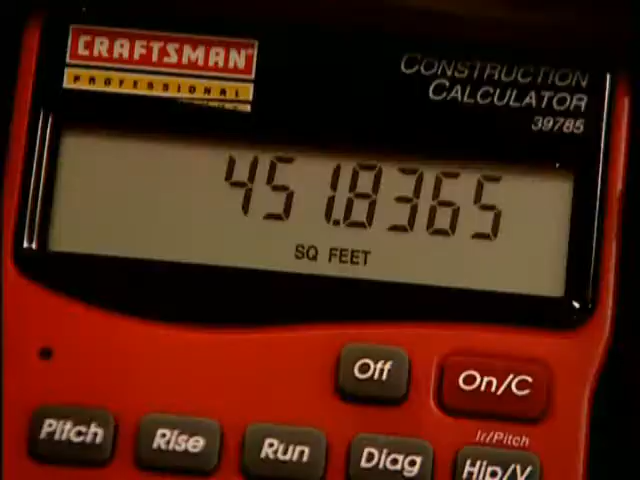 CRAFTSMAN
PROFESSIONAL
CONSTRUCTION
CALCULATOR
39785
451.8365
SQ FEET
Off
On/C
Pitch
Rise
Run
Diag
Ir/Pitch
Hip/V